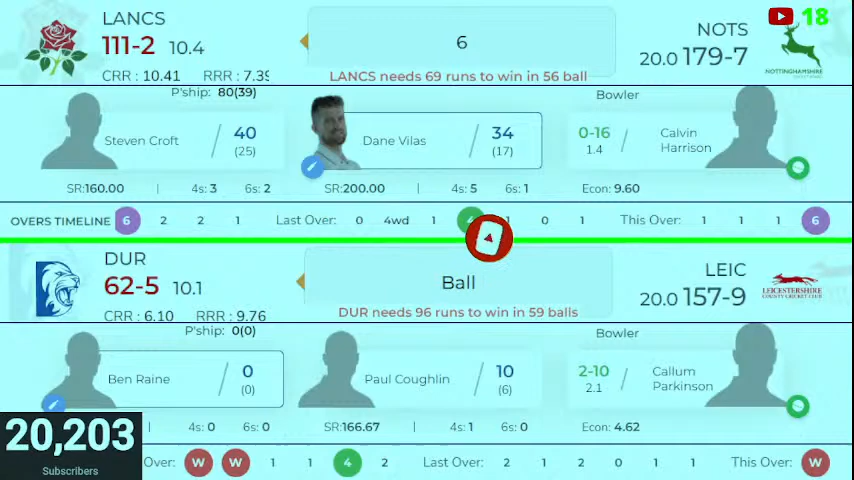 LANCS
111-2 10.4
CRR : 10.41 RRR : 7.39
6
LANCS needs 69 runs to win in 56 ball
18
NOTS
20.0 179-7
NOTTINGHAMSHIRE
P'ship: 80(39)
Steven Croft / 40 (25)
Dane Vilas / 34 (17)
Bowler
0-16 / Calvin Harrison
1.4
SR:160.00 | 4s: 3 6s: 2
SR:200.00 | 4s: 5 6s: 1
Econ: 9.60
OVERS TIMELINE 6 2 2 1 Last Over: 0 4wd 1 4 1 0 1 This Over: 1 1 1 6
DUR
62-5 10.1
CRR : 6.10 RRR : 9.76
Ball
DUR needs 96 runs to win in 59 balls
LEIC
20.0 157-9
LEICESTERSHIRE
COUNTY CRICKET CLUB
P'ship: 0(0)
Ben Raine / 0 (0)
Paul Coughlin / 10 (6)
Bowler
2-10 / Callum Parkinson
2.1
| 4s: 0 6s: 0
SR:166.67 | 4s: 1 6s: 0
Econ: 4.62
20,203
Subscribers
Over: W W 1 1 4 2 Last Over: 2 1 2 0 1 1 This Over: W